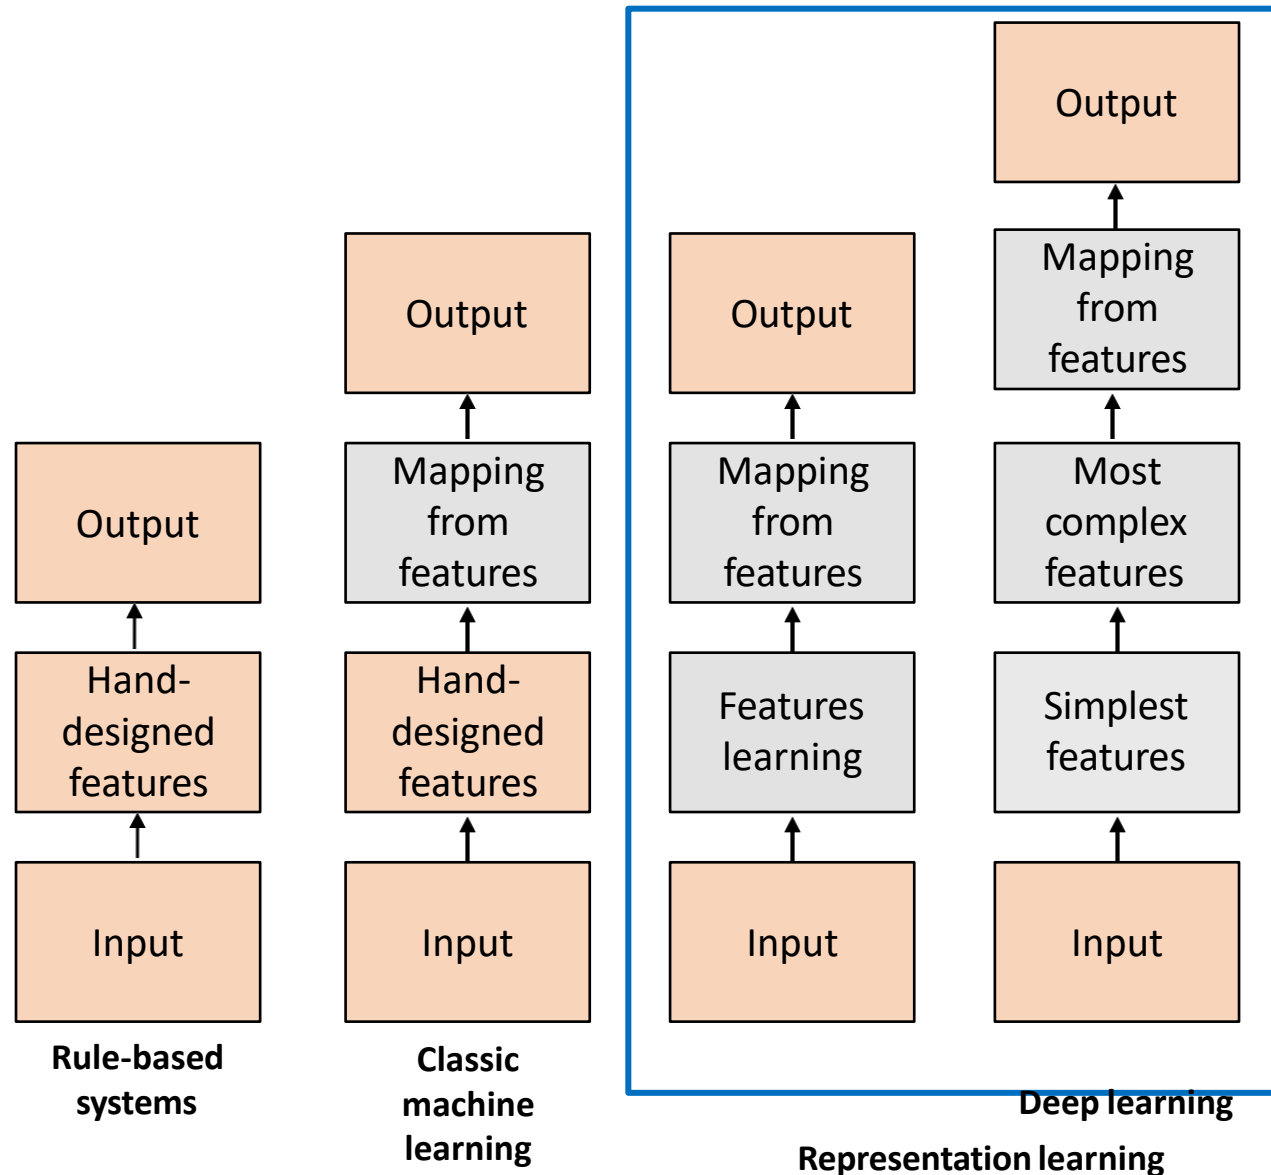 Output
Hand-
designed
features
Input
Rule-based
systems
Output
Mapping
from
features
Hand-
designed
features
Input
Classic
machine
learning
Output
Mapping
from
features
Features
learning
Input
Output
Mapping
from
features
Most
complex
features
Simplest
features
Input
Deep learning
Representation learning